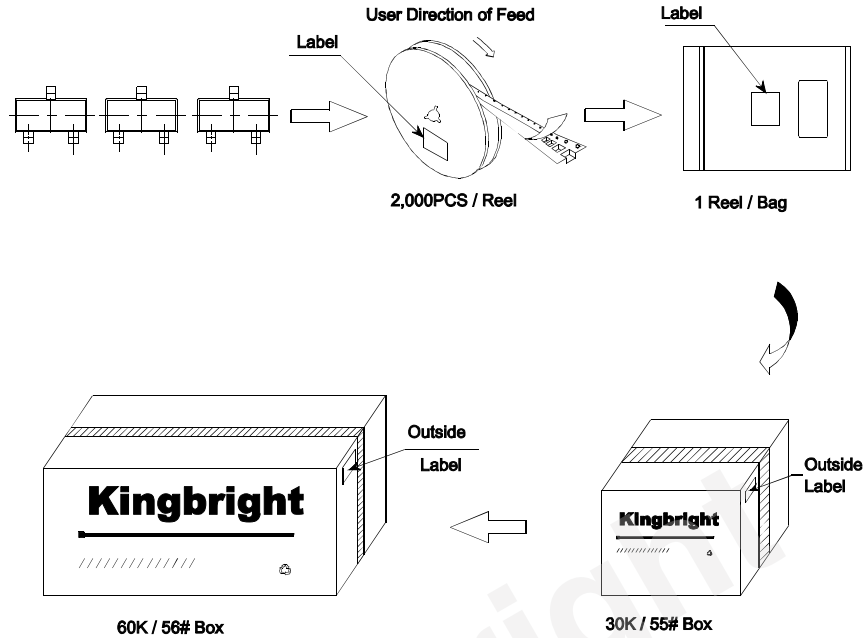 User Direction of Feed
Label
Label
2,000PCS / Reel
1 Reel / Bag
Outside
Label
Outside
Label
Kingbright
Kingbright
60K / 56# Box
30K / 55# Box